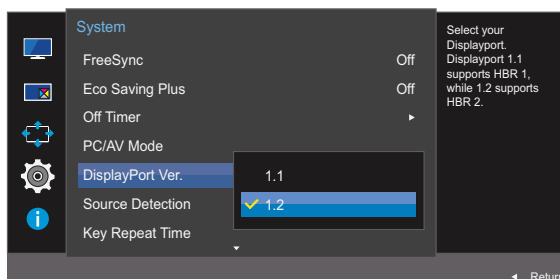 System
FreeSync Off
Eco Saving Plus Off
Off Timer
PC/AV Mode
DisplayPort Ver.
1.1
1.2
Source Detection
Key Repeat Time
Select your
Displayport.
Displayport 1.1
supports HBR 1,
while 1.2 supports
HBR 2.
Return